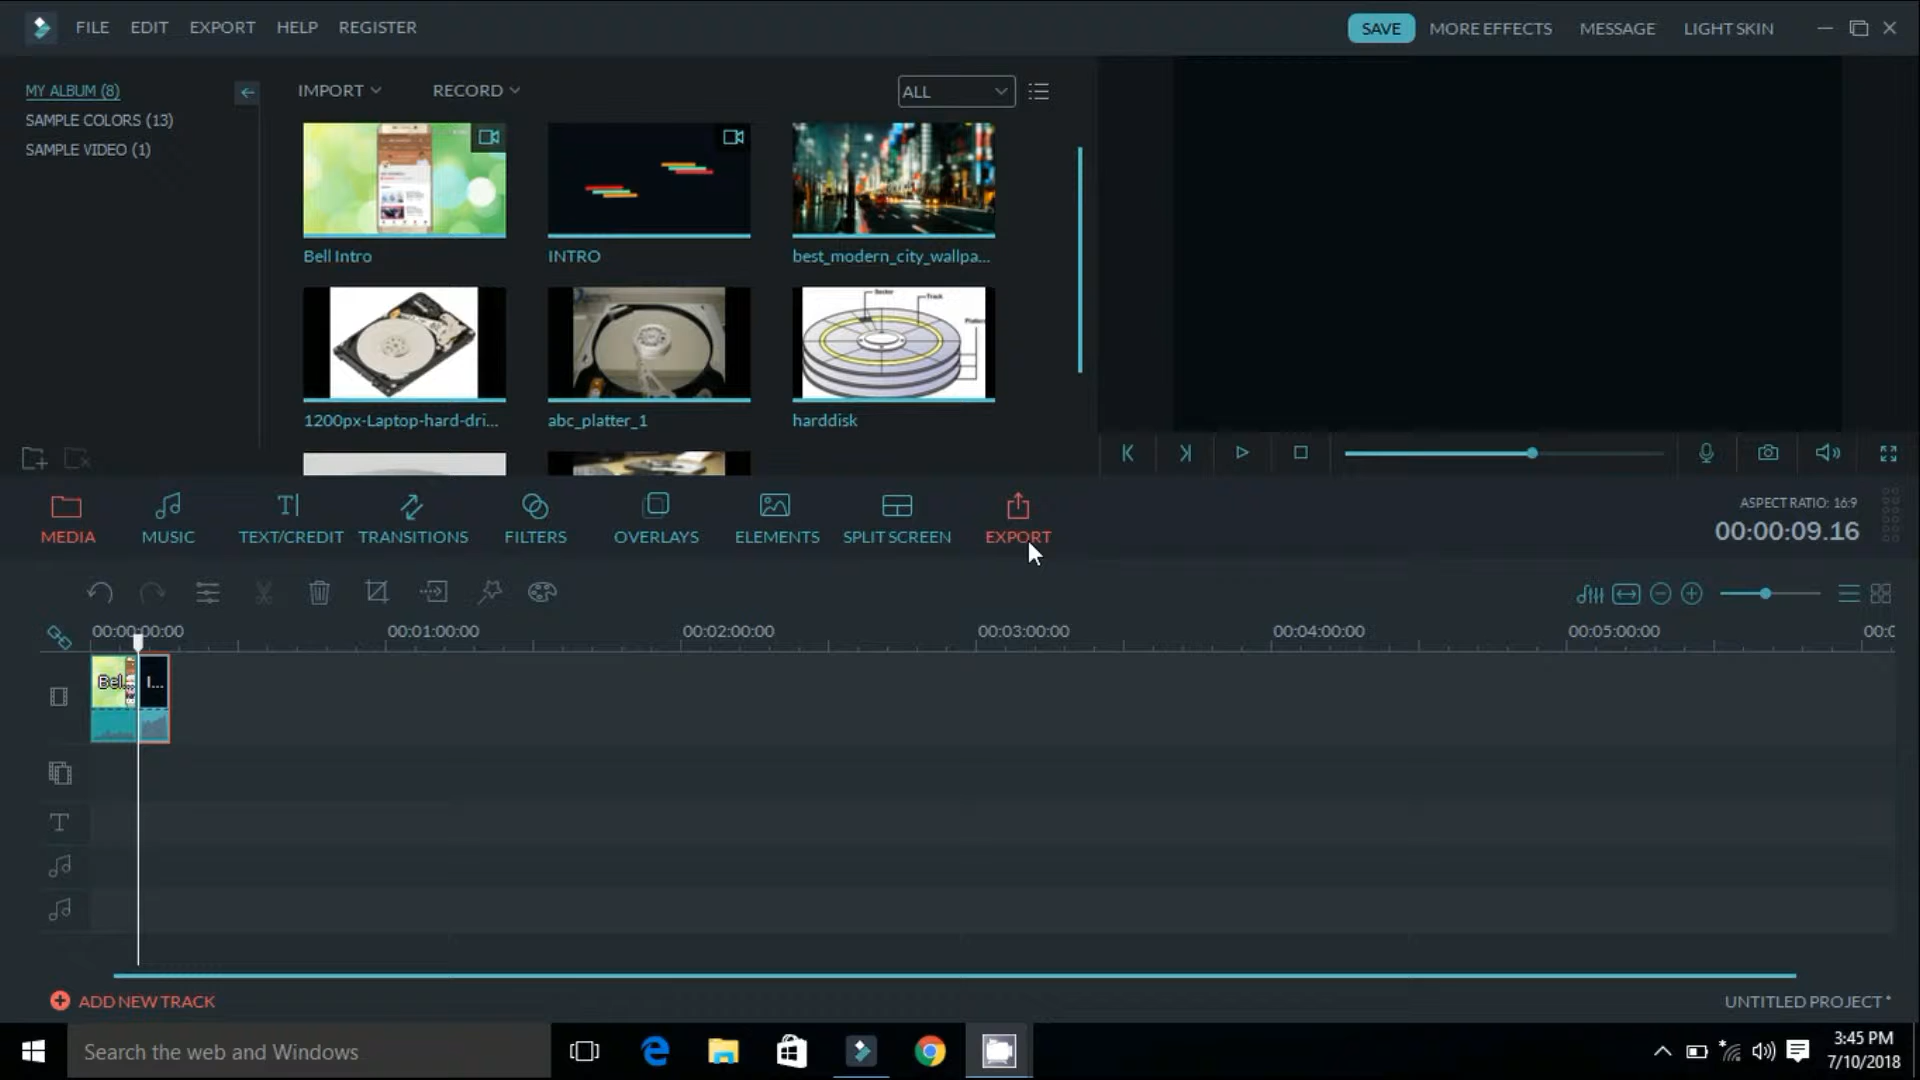 FILE EDIT EXPORT HELP REGISTER
SAVE MORE EFFECTS MESSAGE LIGHT SKIN
MY ALBUM (8)
SAMPLE COLORS (13)
SAMPLE VIDEO (1)
IMPORT RECORD ALL
Bell Intro INTRO best_modern_city_wallpa...
Sector
Track
1200px-Laptop-hard-dri... abc_platter_1 harddisk
MEDIA MUSIC TEXT/CREDIT TRANSITIONS FILTERS OVERLAYS ELEMENTS SPLIT SCREEN EXPORT
ASPECT RATIO: 16:9
00:00:09.16
00:00:00:00 00:01:00:00 00:02:00:00 00:03:00:00 00:04:00:00 00:05:00:00
Bel... I...
T
ADD NEW TRACK
UNTITLED PROJECT *
Search the web and Windows
3:45 PM
7/10/2018